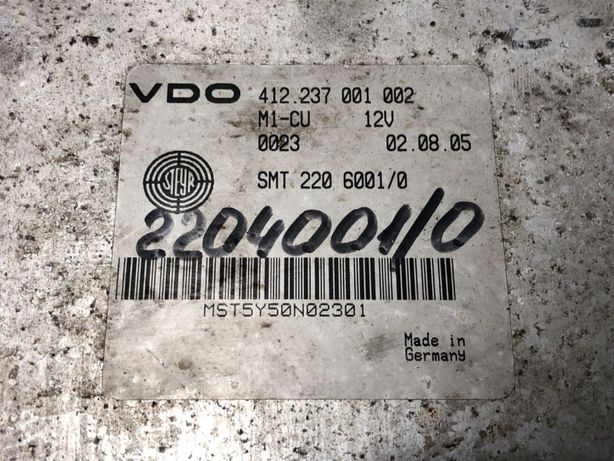 VDO 412.237 001 002
M1-CU 12V
0023 02.08.05
STEYR
SMT 220 6001/0
2204001/0
MST5Y50N02301
Made in
Germany